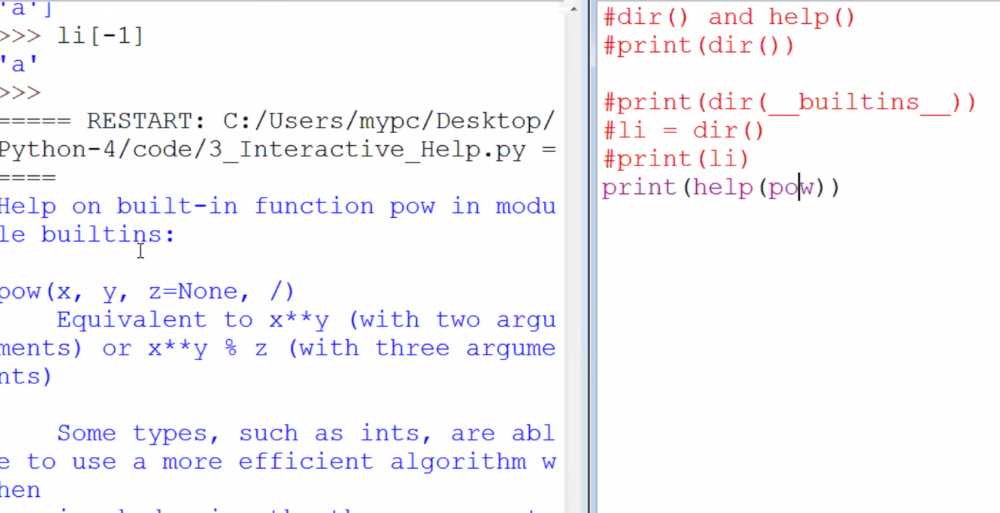 'a']
>>> li[-1]
'a'
>>>
===== RESTART: C:/Users/mypc/Desktop/
Python-4/code/3_Interactive_Help.py =
====
Help on built-in function pow in modu
le builtins:
pow(x, y, z=None, /)
Equivalent to x**y (with two argu
ments) or x**y % z (with three argume
nts)
Some types, such as ints, are abl
e to use a more efficient algorithm w
hen
#dir() and help()
#print(dir())
#print(dir(__builtins__))
#li = dir()
#print(li)
print(help(pow))